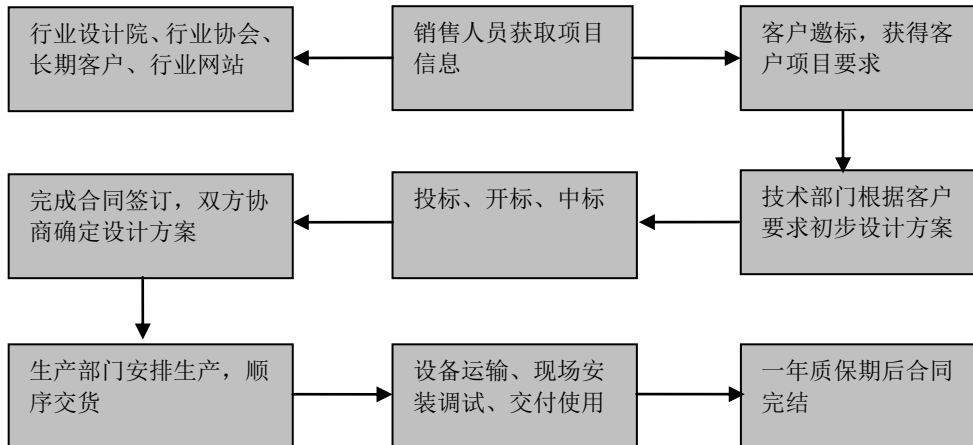 行业设计院、行业协会、
长期客户、行业网站
销售人员获取项目
信息
客户邀标，获得客
户项目要求
完成合同签订，双方协
商确定设计方案
投标、开标、中标
技术部门根据客户
要求初步设计方案
生产部门安排生产，顺
序交货
设备运输、现场安
装调试、交付使用
一年质保期后合同
完结